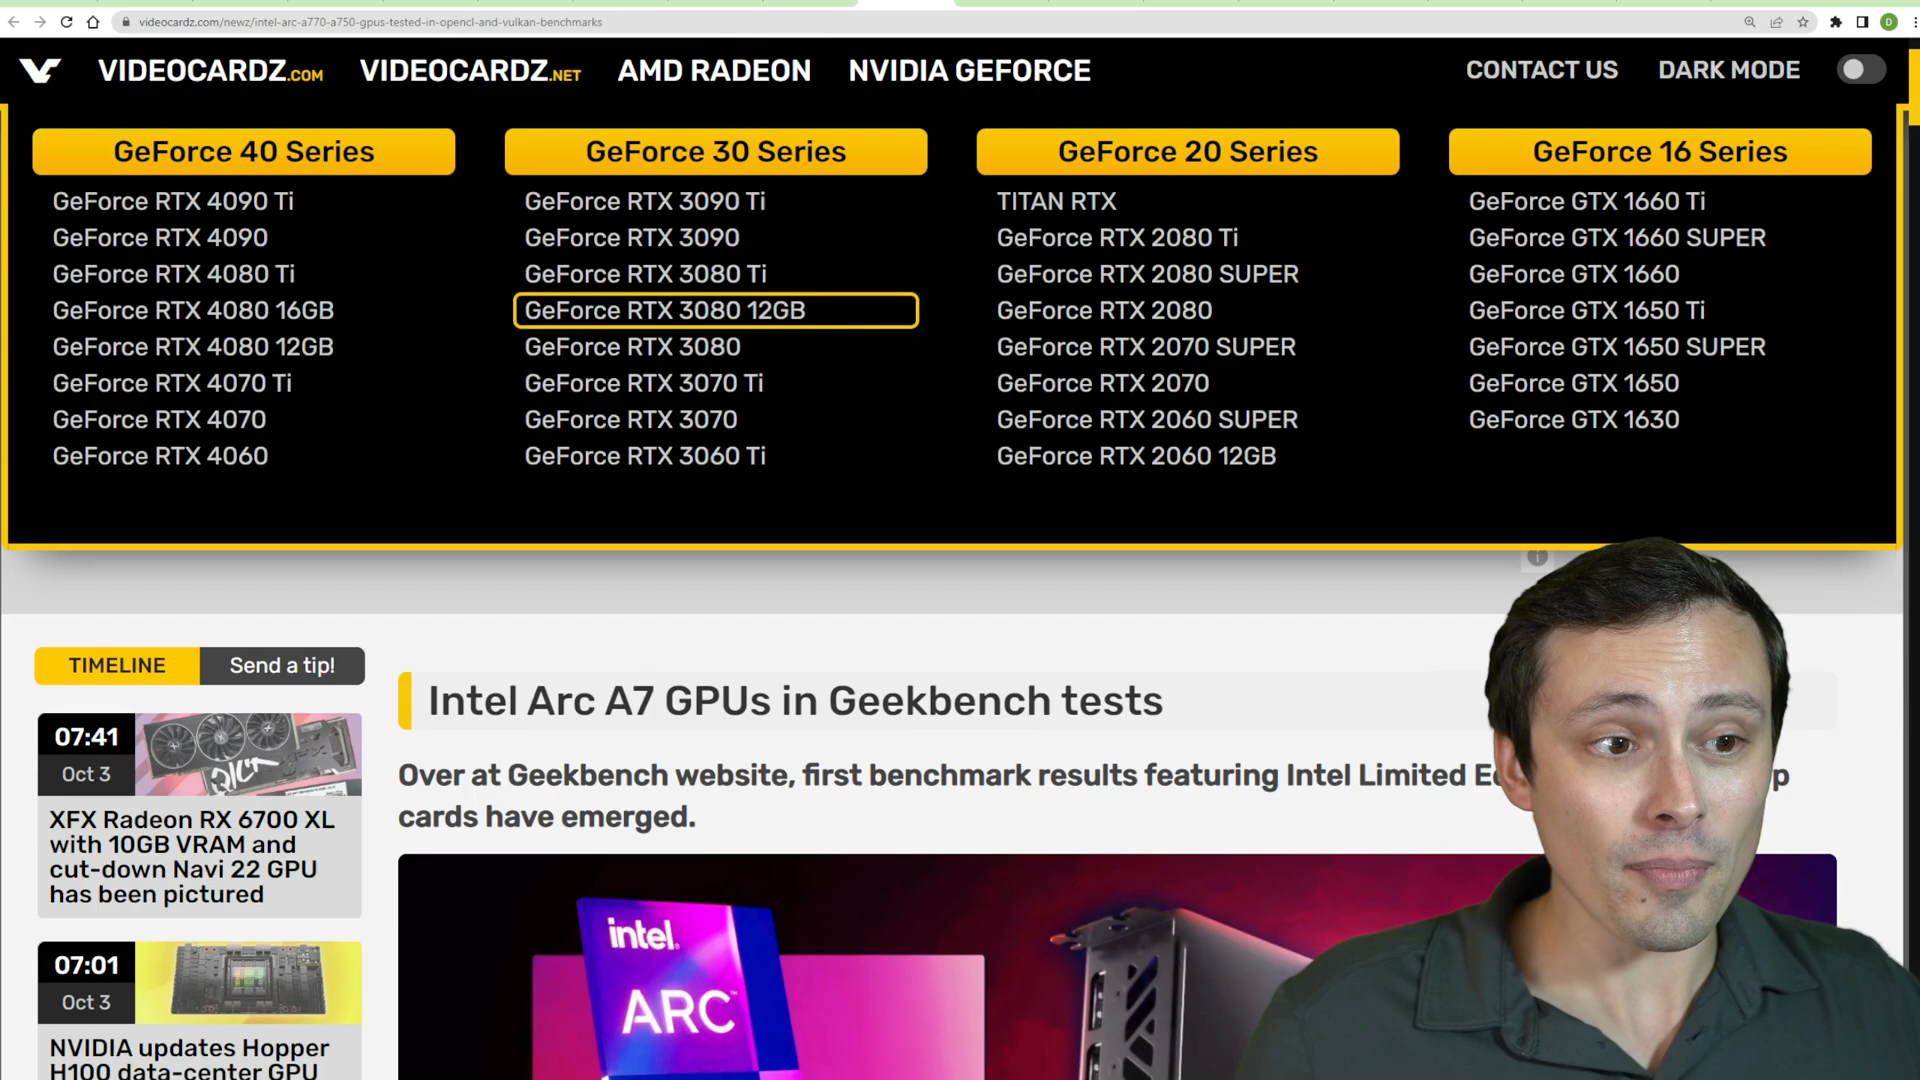 videocardz.com/newz/intel-arc-a770-a750-gpus-tested-in-opencl-and-vulkan-benchmarks
D
VIDEOCARDZ.COM VIDEOCARDZ.NET AMD RADEON NVIDIA GEFORCE CONTACT US DARK MODE
GeForce 40 Series
GeForce RTX 4090 Ti
GeForce RTX 4090
GeForce RTX 4080 Ti
GeForce RTX 4080 16GB
GeForce RTX 4080 12GB
GeForce RTX 4070 Ti
GeForce RTX 4070
GeForce RTX 4060
GeForce 30 Series
GeForce RTX 3090 Ti
GeForce RTX 3090
GeForce RTX 3080 Ti
GeForce RTX 3080 12GB
GeForce RTX 3080
GeForce RTX 3070 Ti
GeForce RTX 3070
GeForce RTX 3060 Ti
GeForce 20 Series
TITAN RTX
GeForce RTX 2080 Ti
GeForce RTX 2080 SUPER
GeForce RTX 2080
GeForce RTX 2070 SUPER
GeForce RTX 2070
GeForce RTX 2060 SUPER
GeForce RTX 2060 12GB
GeForce 16 Series
GeForce GTX 1660 Ti
GeForce GTX 1660 SUPER
GeForce GTX 1660
GeForce GTX 1650 Ti
GeForce GTX 1650 SUPER
GeForce GTX 1650
GeForce GTX 1630
TIMELINE Send a tip!
07:41
Oct 3
XFX Radeon RX 6700 XL
with 10GB VRAM and
cut-down Navi 22 GPU
has been pictured
07:01
Oct 3
NVIDIA updates Hopper
H100 data-center GPU
Intel Arc A7 GPUs in Geekbench tests
Over at Geekbench website, first benchmark results featuring Intel Limited
cards have emerged.
intel.
ARC™